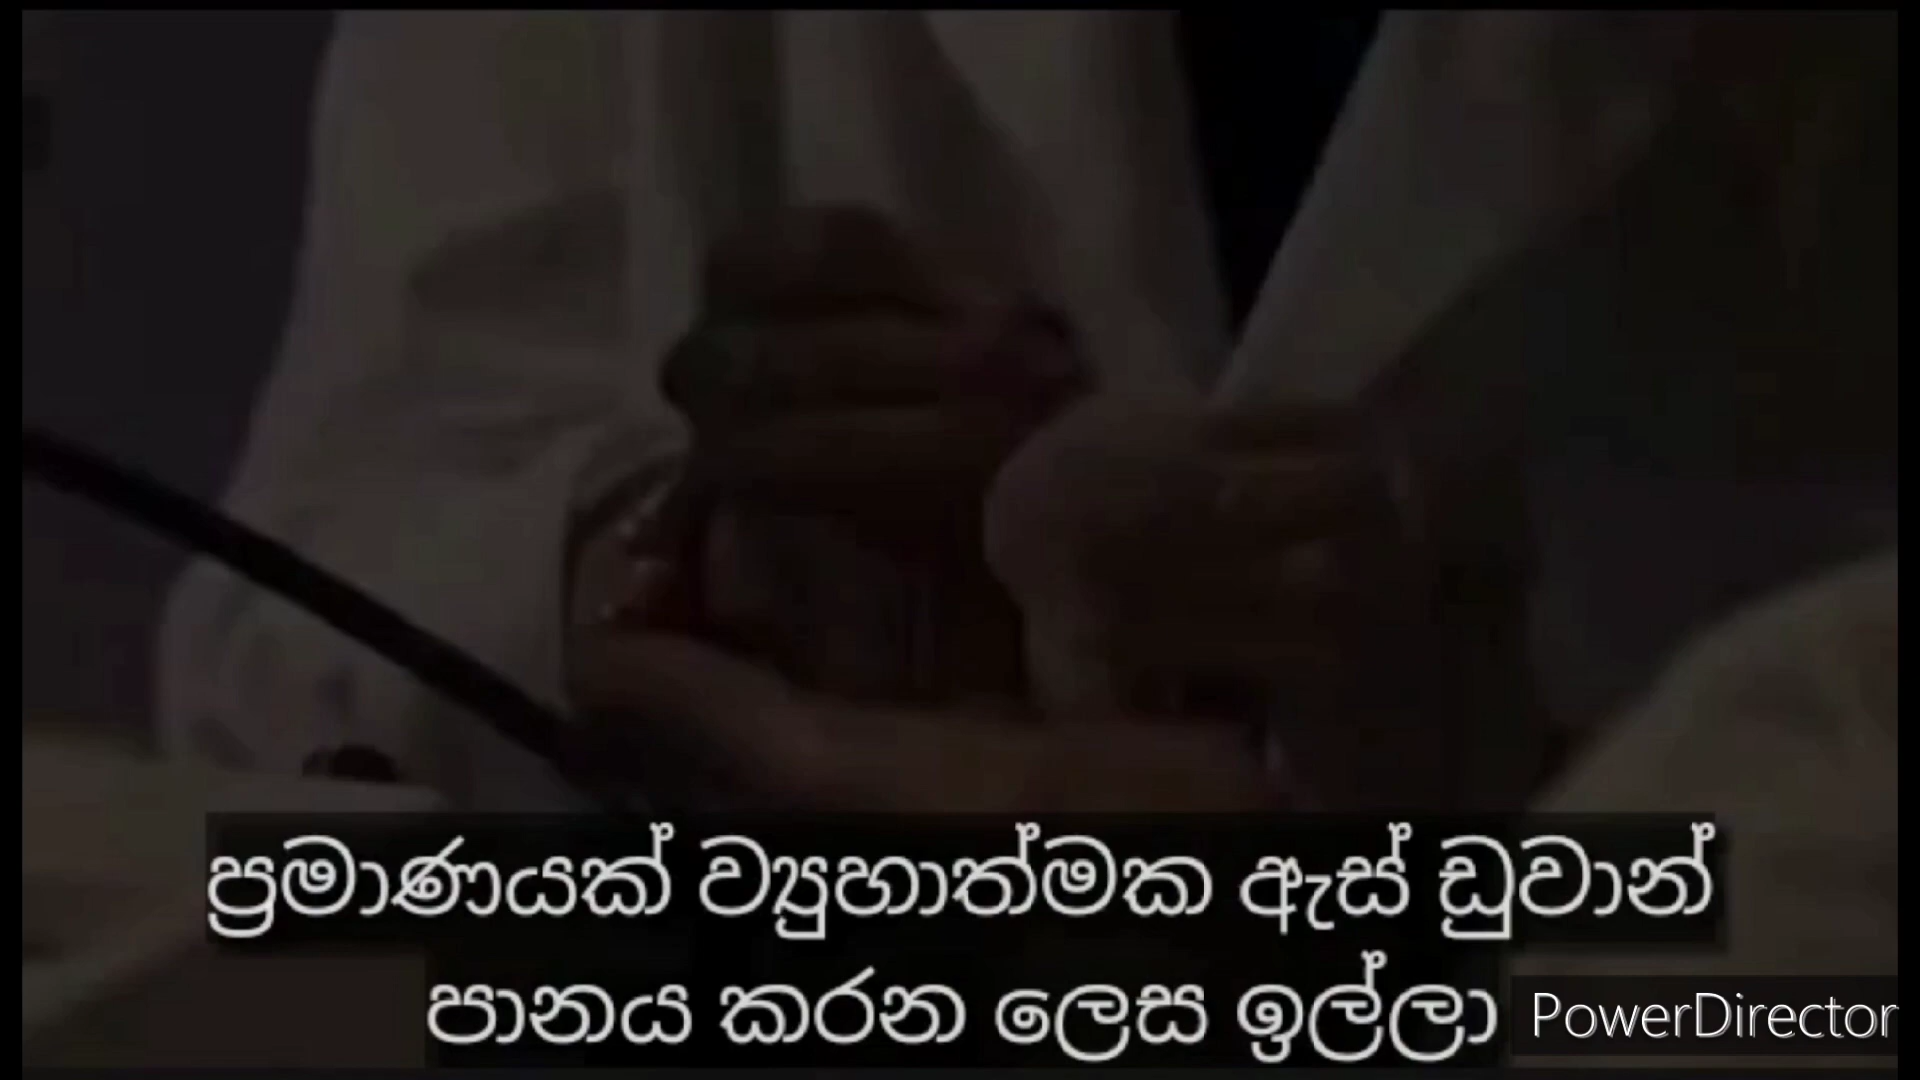 ප්‍රමාණයක් ව්‍යුහාත්මක ඇස් ඩුවාන්
පානය කරන ලෙස ඉල්ලා
PowerDirector